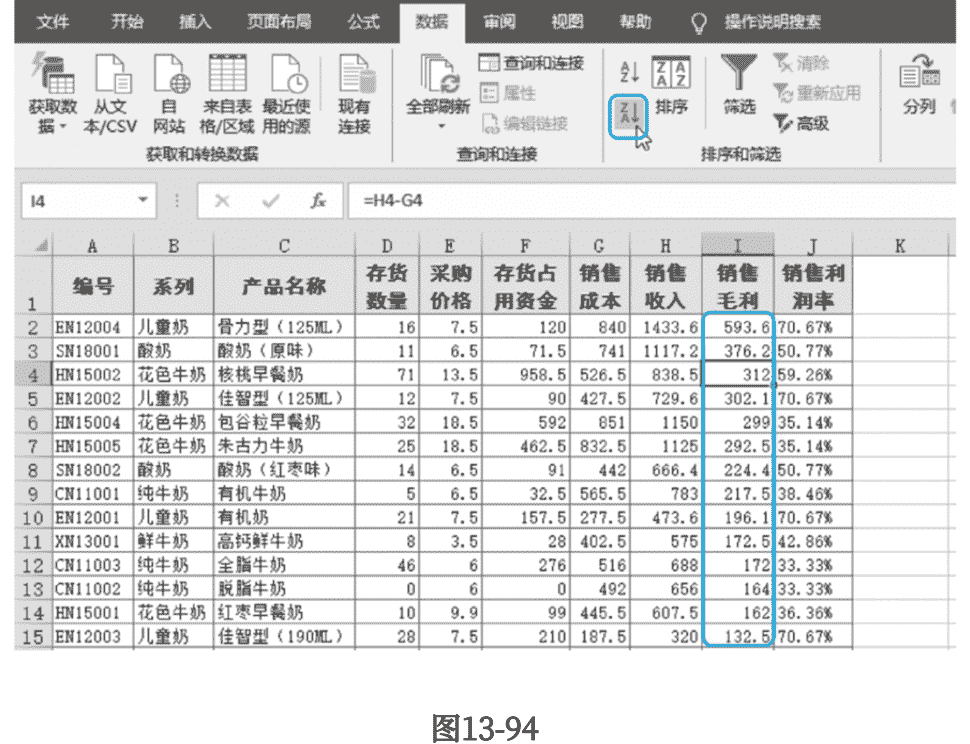 文件 开始 插入 页面布局 公式 数据 审阅 视图 帮助 操作说明搜索
获取数据 从文本/CSV 自网站 来自表格/区域 最近使用的源 现有连接 全部刷新 查询和连接 属性 编辑链接 排序 筛选 清除 重新应用 高级 分列
获取和转换数据 查询和连接 排序和筛选
I4 fx =H4-G4
A B C D E F G H I J K
1 编号 系列 产品名称 存货数量 采购价格 存货占用资金 销售成本 销售收入 销售毛利 销售利润率
2 EN12004 儿童奶 骨力型（125ML） 16 7.5 120 840 1433.6 593.6 70.67%
3 SN18001 酸奶 酸奶（原味） 11 6.5 71.5 741 1117.2 376.2 50.77%
4 HN15002 花色牛奶 核桃早餐奶 71 13.5 958.5 526.5 838.5 312 59.26%
5 EN12002 儿童奶 佳智型（125ML） 12 7.5 90 427.5 729.6 302.1 70.67%
6 HN15004 花色牛奶 包谷粒早餐奶 32 18.5 592 851 1150 299 35.14%
7 HN15005 花色牛奶 朱古力牛奶 25 18.5 462.5 832.5 1125 292.5 35.14%
8 SN18002 酸奶 酸奶（红枣味） 14 6.5 91 442 666.4 224.4 50.77%
9 CN11001 纯牛奶 有机牛奶 5 6.5 32.5 565.5 783 217.5 38.46%
10 EN12001 儿童奶 有机奶 21 7.5 157.5 277.5 473.6 196.1 70.67%
11 XN13001 鲜牛奶 高钙鲜牛奶 8 3.5 28 402.5 575 172.5 42.86%
12 CN11003 纯牛奶 全脂牛奶 46 6 276 516 688 172 33.33%
13 CN11002 纯牛奶 脱脂牛奶 0 6 0 492 656 164 33.33%
14 HN15001 花色牛奶 红枣早餐奶 10 9.9 99 445.5 607.5 162 36.36%
15 EN12003 儿童奶 佳智型（190ML） 28 7.5 210 187.5 320 132.5 70.67%
图13-94